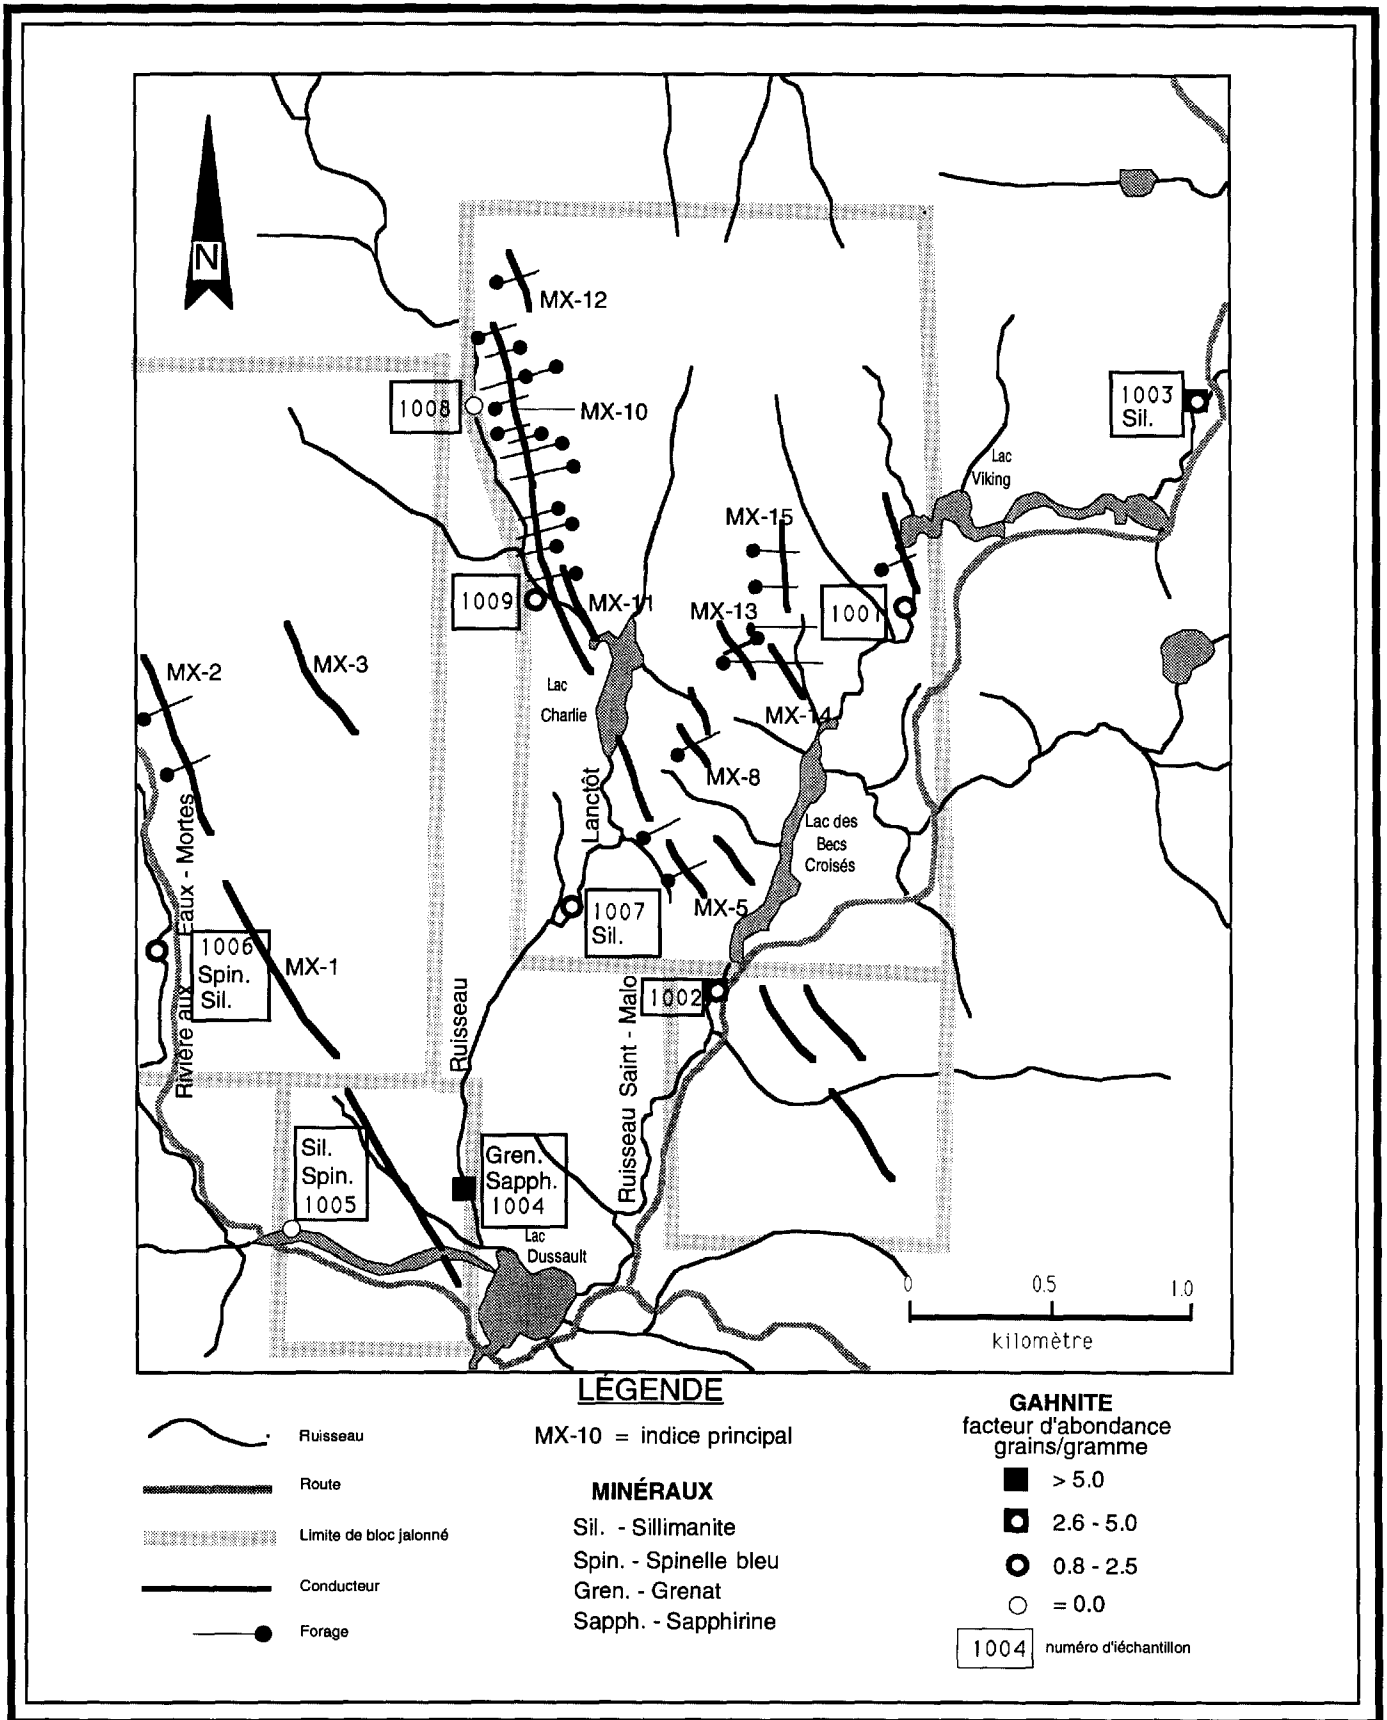 N
MX-12
1008
MX-10
1003
Sil.
Lac
Viking
MX-15
1009
MX-11
MX-13
1001
MX-2
MX-3
Lac
Charlie
MX-14
MX-8
Lanctôt
Lac des
Becs
Croisés
MX-5
1007
Sil.
Rivière aux Eaux - Mortes
1006
Spin.
Sil.
MX-1
Ruisseau
Ruisseau Saint - Malo
1002
Sil.
Spin.
1005
Gren.
Sapph.
1004
Lac
Dussault
0 0.5 1.0
kilomètre
LÉGENDE
Ruisseau
Route
Limite de bloc jalonné
Conducteur
Forage
MX-10 = indice principal
MINÉRAUX
Sil. - Sillimanite
Spin. - Spinelle bleu
Gren. - Grenat
Sapph. - Sapphirine
GAHNITE
facteur d'abondance
grains/gramme
> 5.0
2.6 - 5.0
0.8 - 2.5
= 0.0
1004 numéro d'iéchantillon